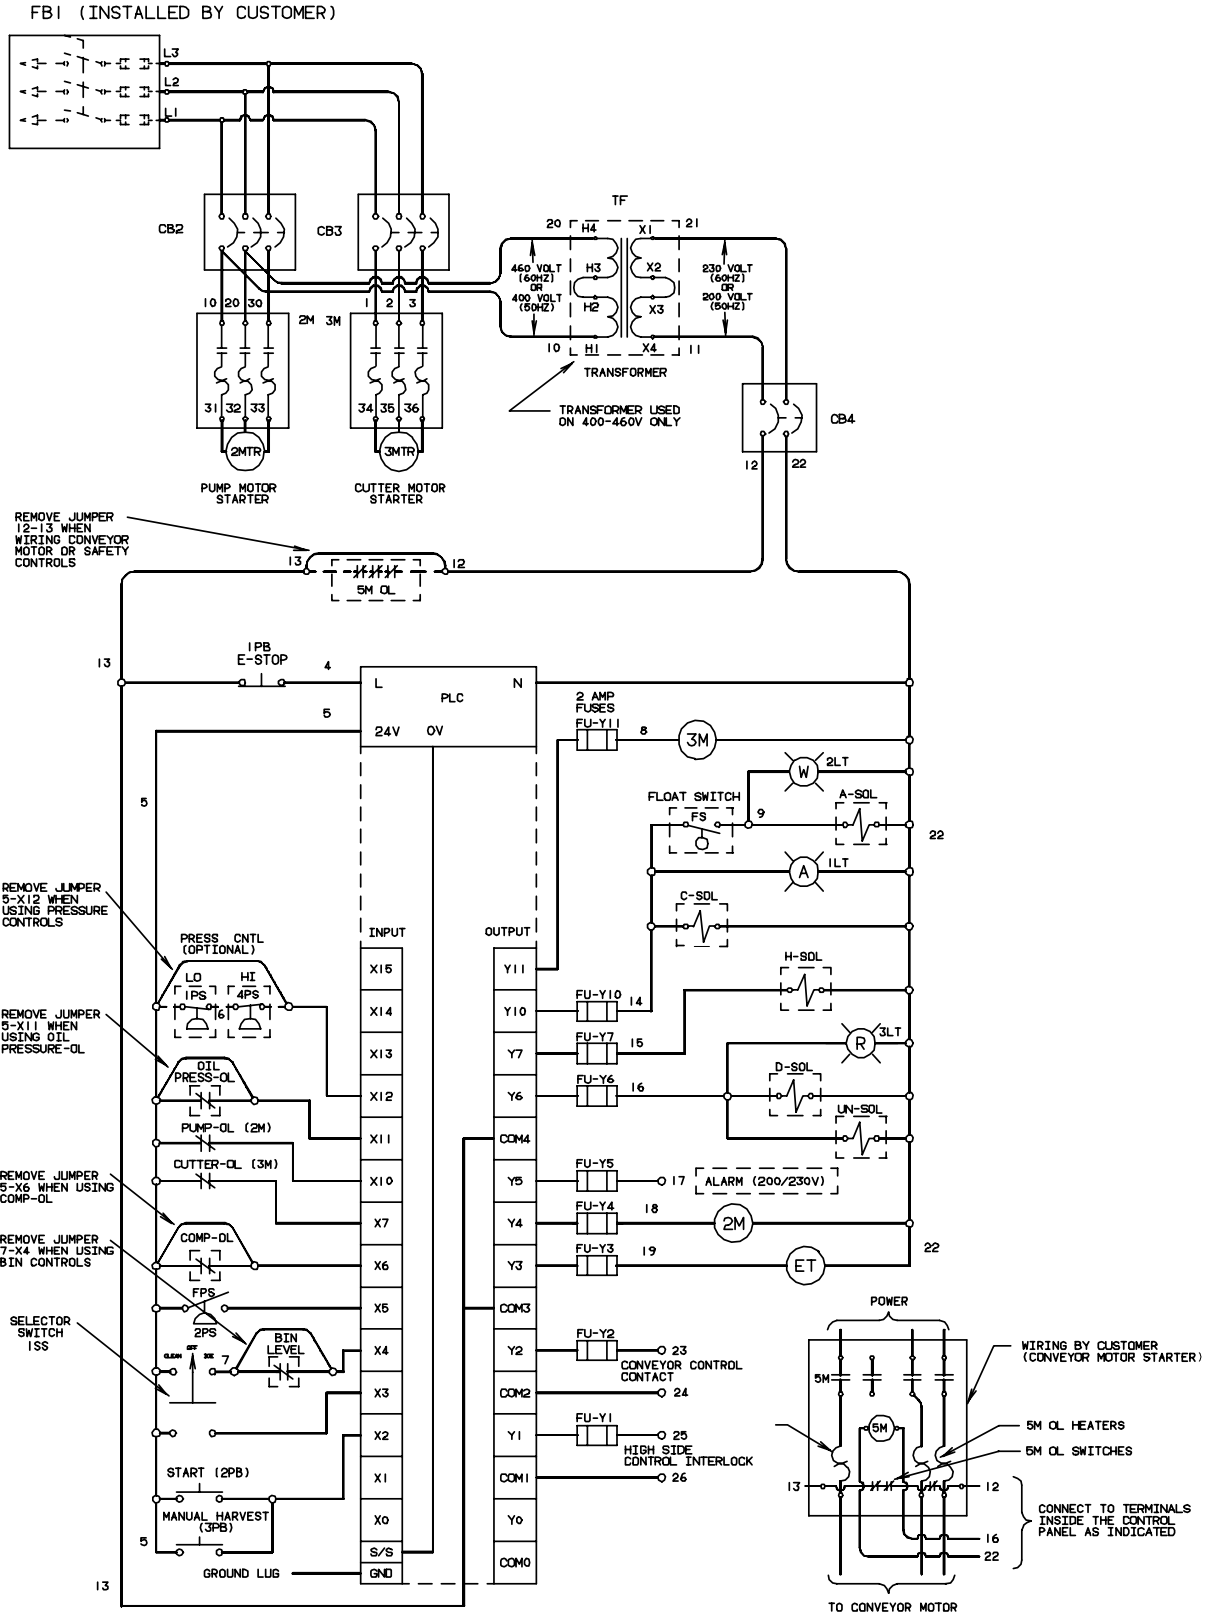 FB1 (INSTALLED BY CUSTOMER)
L3
L2
L1
CB2
CB3
TF
20
H4
X1
21
460 VOLT
(60HZ)
OR
400 VOLT
(50HZ)
H3
X2
230 VOLT
(60HZ)
OR
200 VOLT
(50HZ)
H2
X3
10
H1
X4
11
TRANSFORMER
TRANSFORMER USED
ON 400-460V ONLY
10 20 30
1 2 3
2M 3M
31 32 33
34 35 36
2MTR
3MTR
PUMP MOTOR
STARTER
CUTTER MOTOR
STARTER
CB4
12
22
REMOVE JUMPER
12-13 WHEN
WIRING CONVEYOR
MOTOR OR SAFETY
CONTROLS
13
12
5M OL
13
1PB
E-STOP
4
L
PLC
N
5
24V
0V
2 AMP
FUSES
FU-Y11
8
3M
W
2LT
5
FLOAT SWITCH
FS
9
A-SOL
22
A
1LT
REMOVE JUMPER
5-X12 WHEN
USING PRESSURE
CONTROLS
C-SOL
PRESS CNTL
(OPTIONAL)
INPUT
OUTPUT
LO
HI
1PS
6
4PS
X15
Y11
H-SOL
REMOVE JUMPER
5-X11 WHEN
USING OIL
PRESSURE-OL
X14
Y10
FU-Y10
14
X13
Y7
FU-Y7
15
R
3LT
OIL
PRESS-OL
X12
Y6
FU-Y6
16
D-SOL
UN-SOL
PUMP-OL (2M)
X11
COM4
CUTTER-OL (3M)
X10
Y5
FU-Y5
17
ALARM (200/230V)
REMOVE JUMPER
5-X6 WHEN USING
COMP-OL
X7
Y4
FU-Y4
18
2M
COMP-OL
REMOVE JUMPER
7-X4 WHEN USING
BIN CONTROLS
X6
Y3
FU-Y3
19
ET
22
FPS
2PS
X5
COM3
SELECTOR
SWITCH
1SS
CLEAN
OFF
ICE
7
BIN
LEVEL
X4
Y2
FU-Y2
23
CONVEYOR CONTROL
CONTACT
X3
COM2
24
X2
Y1
FU-Y1
25
HIGH SIDE
CONTROL INTERLOCK
START (2PB)
X1
COM1
26
MANUAL HARVEST
(3PB)
X0
Y0
5
S/S
COM0
GROUND LUG
GND
13
POWER
WIRING BY CUSTOMER
(CONVEYOR MOTOR STARTER)
5M
5M
5M OL HEATERS
5M OL SWITCHES
13
12
16
22
CONNECT TO TERMINALS
INSIDE THE CONTROL
PANEL AS INDICATED
TO CONVEYOR MOTOR